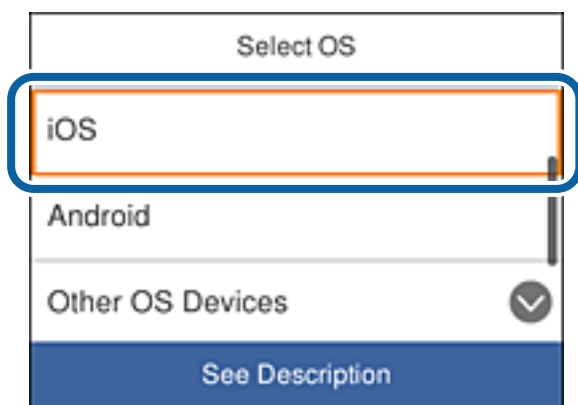 Select OS
iOS
Android
Other OS Devices
See Description